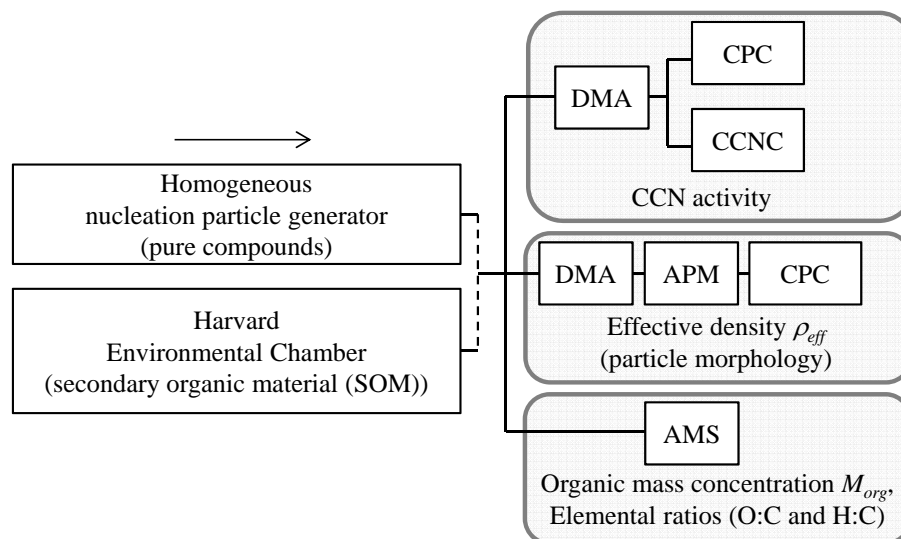 Homogeneous
nucleation particle generator
(pure compounds)
Harvard
Environmental Chamber
(secondary organic material (SOM))
DMA
CPC
CCNC
CCN activity
DMA
APM
CPC
Effective density ρeff
(particle morphology)
AMS
Organic mass concentration Morg,
Elemental ratios (O:C and H:C)